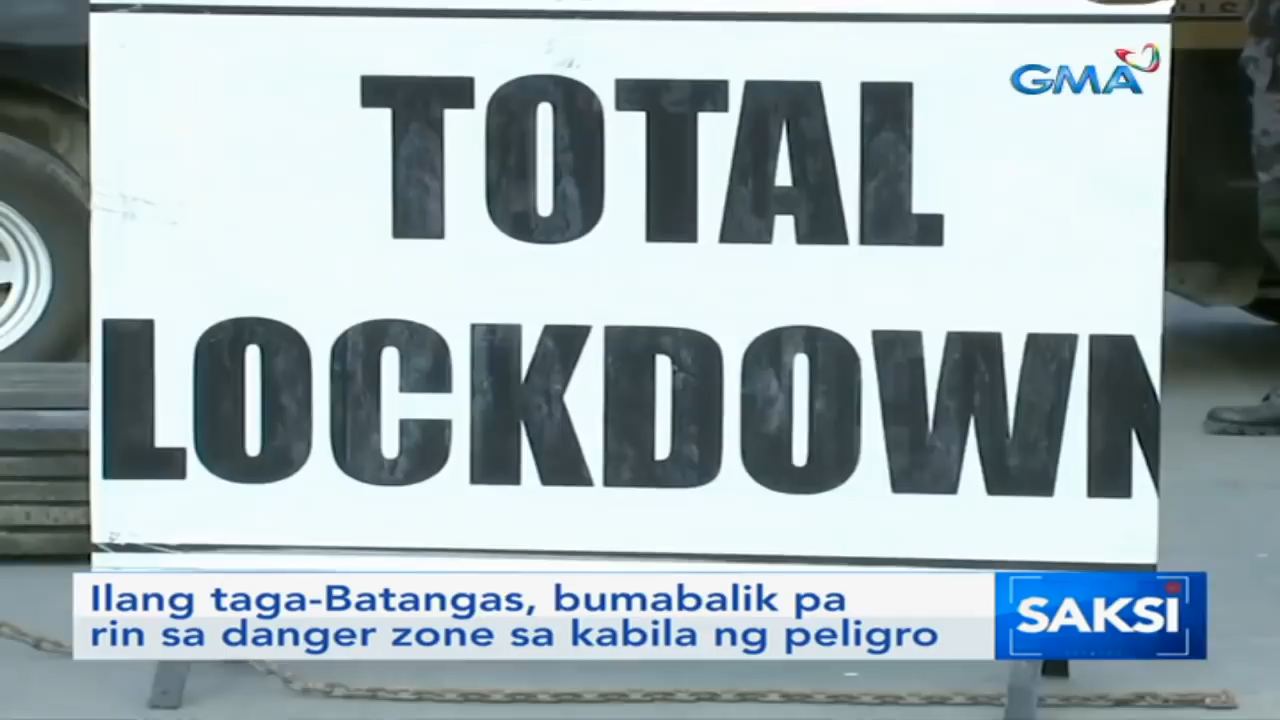 GMA
TOTAL
LOCKDOWN
Ilang taga-Batangas, bumabalik pa
rin sa danger zone sa kabila ng peligro
SAKSI